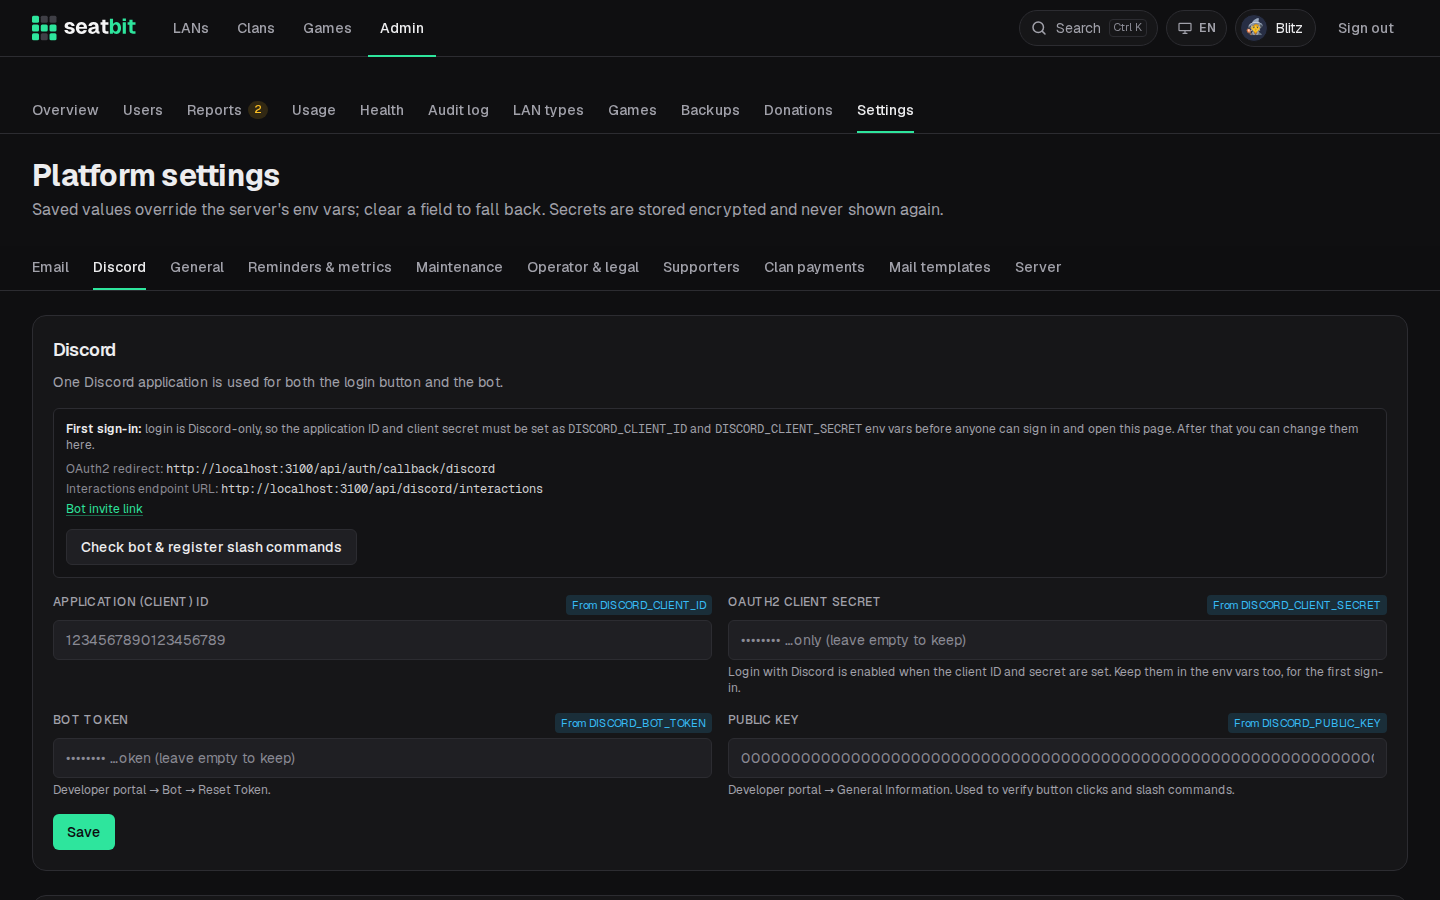 seatbit LANs Clans Games Admin Search Ctrl K EN Blitz Sign out
Overview Users Reports 2 Usage Health Audit log LAN types Games Backups Donations Settings
Platform settings
Saved values override the server's env vars; clear a field to fall back. Secrets are stored encrypted and never shown again.
Email Discord General Reminders & metrics Maintenance Operator & legal Supporters Clan payments Mail templates Server
Discord
One Discord application is used for both the login button and the bot.
First sign-in: login is Discord-only, so the application ID and client secret must be set as DISCORD_CLIENT_ID and DISCORD_CLIENT_SECRET env vars before anyone can sign in and open this page. After that you can change them
here.
OAuth2 redirect: http://localhost:3100/api/auth/callback/discord
Interactions endpoint URL: http://localhost:3100/api/discord/interactions
Bot invite link
Check bot & register slash commands
APPLICATION (CLIENT) ID From DISCORD_CLIENT_ID
1234567890123456789
OAUTH2 CLIENT SECRET From DISCORD_CLIENT_SECRET
•••••••• …only (leave empty to keep)
Login with Discord is enabled when the client ID and secret are set. Keep them in the env vars too, for the first sign-
in.
BOT TOKEN From DISCORD_BOT_TOKEN
•••••••• …oken (leave empty to keep)
Developer portal → Bot → Reset Token.
PUBLIC KEY From DISCORD_PUBLIC_KEY
000000000000000000000000000000000000000000000000000000000000000
Developer portal → General Information. Used to verify button clicks and slash commands.
Save